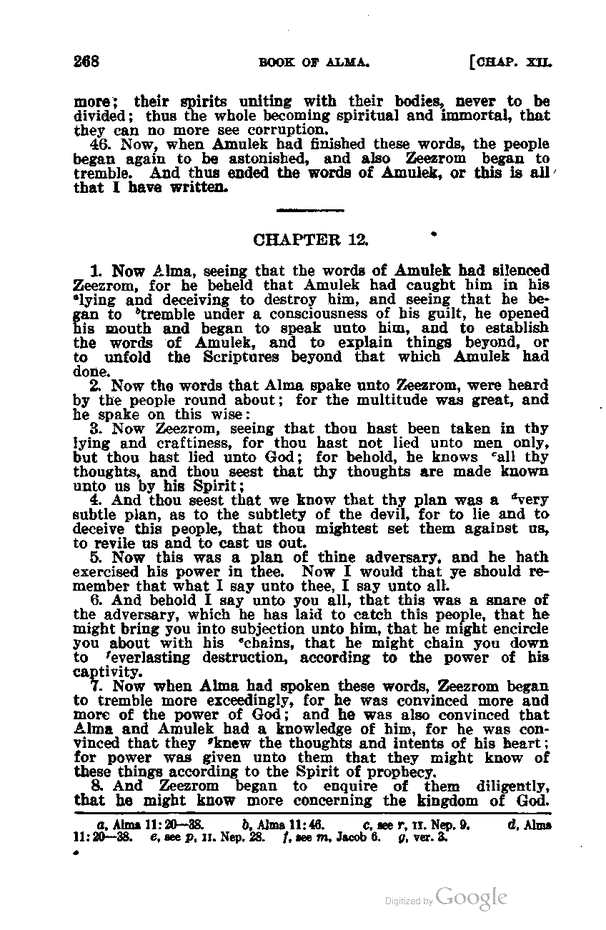 268 BOOK OF ALMA. [CHAP. XII.
more; their spirits uniting with their bodies, never to be
divided; thus the whole becoming spiritual and immortal, that
they can no more see corruption.
46. Now, when Amulek had finished these words, the people
began again to be astonished, and also Zeezrom began to
tremble. And thus ended the words of Amulek, or this is all
that I have written.
CHAPTER 12.
1. Now Alma, seeing that the words of Amulek had silenced
Zeezrom, for he beheld that Amulek had caught him in his
ᵃlying and deceiving to destroy him, and seeing that he be-
gan to ᵇtremble under a consciousness of his guilt, he opened
his mouth and began to speak unto him, and to establish
the words of Amulek, and to explain things beyond, or
to unfold the Scriptures beyond that which Amulek had
done.
2. Now the words that Alma spake unto Zeezrom, were heard
by the people round about; for the multitude was great, and
he spake on this wise:
3. Now Zeezrom, seeing that thou hast been taken in thy
lying and craftiness, for thou hast not lied unto men only,
but thou hast lied unto God; for behold, he knows ᶜall thy
thoughts, and thou seest that thy thoughts are made known
unto us by his Spirit;
4. And thou seest that we know that thy plan was a ᵈvery
subtle plan, as to the subtlety of the devil, for to lie and to
deceive this people, that thou mightest set them against us,
to revile us and to cast us out.
5. Now this was a plan of thine adversary, and he hath
exercised his power in thee. Now I would that ye should re-
member that what I say unto thee, I say unto all.
6. And behold I say unto you all, that this was a snare of
the adversary, which he has laid to catch this people, that he
might bring you into subjection unto him, that he might encircle
you about with his ᵉchains, that he might chain you down
to ᶠeverlasting destruction, according to the power of his
captivity.
7. Now when Alma had spoken these words, Zeezrom began
to tremble more exceedingly, for he was convinced more and
more of the power of God; and he was also convinced that
Alma and Amulek had a knowledge of him, for he was con-
vinced that they ᵍknew the thoughts and intents of his heart;
for power was given unto them that they might know of
these things according to the Spirit of prophecy.
8. And Zeezrom began to enquire of them diligently,
that he might know more concerning the kingdom of God.
a, Alma 11: 20—38. b, Alma 11: 46. c, see r, II. Nep. 9. d, Alma
11: 20—38. e, see p, II. Nep. 28. f, see m, Jacob 6. g, ver. 3.
Digitized by Google